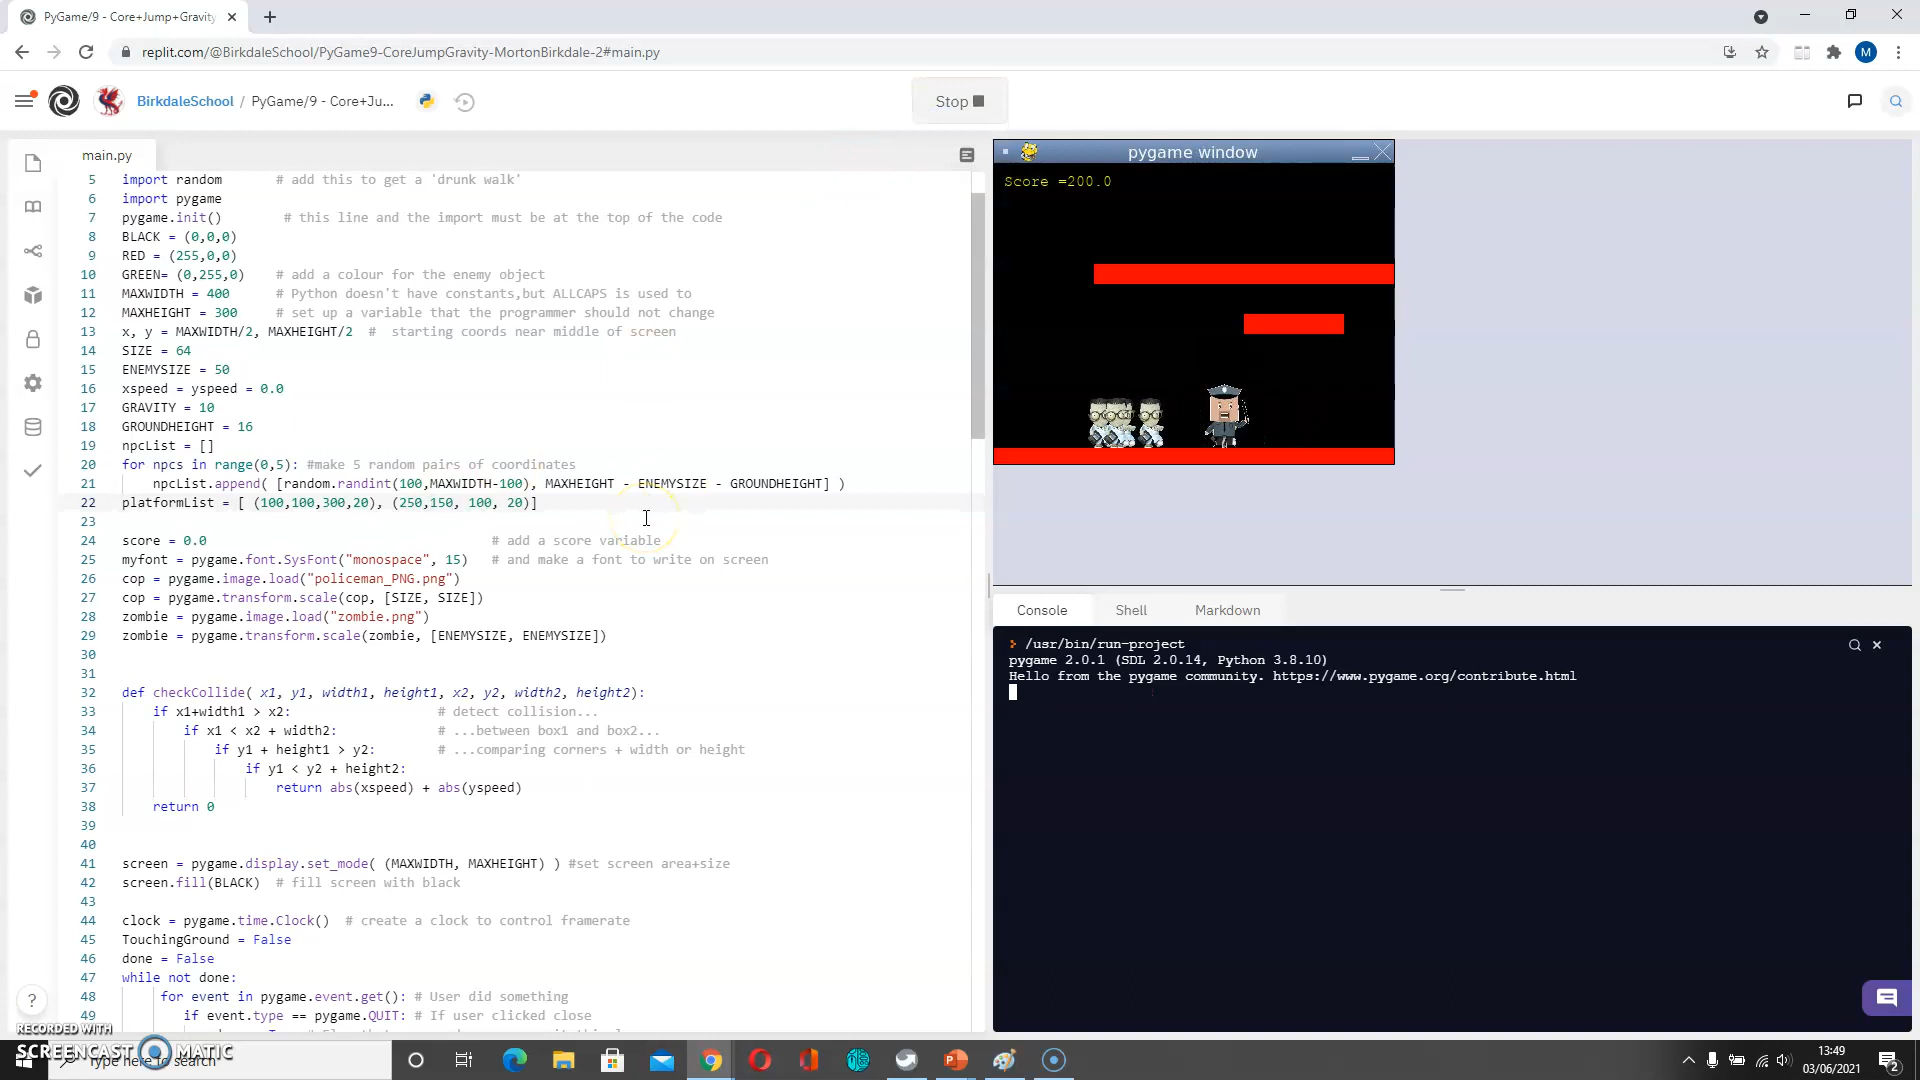 PyGame/9 - Core+Jump+Gravity
replit.com/@BirkdaleSchool/PyGame9-CoreJumpGravity-MortonBirkdale-2#main.py
M
BirkdaleSchool / PyGame/9 - Core+Ju...
Stop
main.py
5 import random # add this to get a 'drunk walk'
6 import pygame
7 pygame.init() # this line and the import must be at the top of the code
8 BLACK = (0,0,0)
9 RED = (255,0,0)
10 GREEN= (0,255,0) # add a colour for the enemy object
11 MAXWIDTH = 400 # Python doesn't have constants,but ALLCAPS is used to
12 MAXHEIGHT = 300 # set up a variable that the programmer should not change
13 x, y = MAXWIDTH/2, MAXHEIGHT/2 # starting coords near middle of screen
14 SIZE = 64
15 ENEMYSIZE = 50
16 xspeed = yspeed = 0.0
17 GRAVITY = 10
18 GROUNDHEIGHT = 16
19 npcList = []
20 for npcs in range(0,5): #make 5 random pairs of coordinates
21 npcList.append( [random.randint(100,MAXWIDTH-100), MAXHEIGHT - ENEMYSIZE - GROUNDHEIGHT] )
22 platformList = [ (100,100,300,20), (250,150, 100, 20)]
23
24 score = 0.0 # add a score variable
25 myfont = pygame.font.SysFont("monospace", 15) # and make a font to write on screen
26 cop = pygame.image.load("policeman_PNG.png")
27 cop = pygame.transform.scale(cop, [SIZE, SIZE])
28 zombie = pygame.image.load("zombie.png")
29 zombie = pygame.transform.scale(zombie, [ENEMYSIZE, ENEMYSIZE])
30
31
32 def checkCollide( x1, y1, width1, height1, x2, y2, width2, height2):
33 if x1+width1 > x2: # detect collision...
34 if x1 < x2 + width2: # ...between box1 and box2...
35 if y1 + height1 > y2: # ...comparing corners + width or height
36 if y1 < y2 + height2:
37 return abs(xspeed) + abs(yspeed)
38 return 0
39
40
41 screen = pygame.display.set_mode( (MAXWIDTH, MAXHEIGHT) ) #set screen area+size
42 screen.fill(BLACK) # fill screen with black
43
44 clock = pygame.time.Clock() # create a clock to control framerate
45 TouchingGround = False
46 done = False
47 while not done:
48 for event in pygame.event.get(): # User did something
49 if event.type == pygame.QUIT: # If user clicked close
pygame window
Score =200.0
Console Shell Markdown
/usr/bin/run-project
pygame 2.0.1 (SDL 2.0.14, Python 3.8.10)
Hello from the pygame community. https://www.pygame.org/contribute.html
?
RECORDED WITH
SCREENCAST MATIC
Type here to search
13:49
03/06/2021
2